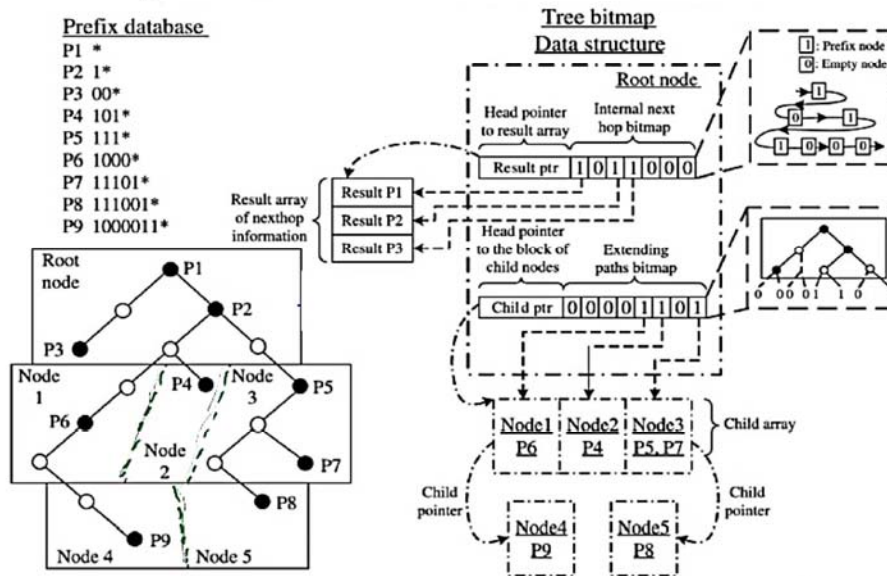 Prefix database
P1 *
P2 1*
P3 00*
P4 101*
P5 111*
P6 1000*
P7 11101*
P8 111001*
P9 1000011*
Tree bitmap
Data structure
Root node
Head pointer
to result array
Internal next
hop bitmap
Result ptr 1 0 1 1 0 0 0
Result array
of nexthop
information
Result P1
Result P2
Result P3
Head pointer
to the block of
child nodes
Extending
paths bitmap
Child ptr 0 0 0 0 1 1 0 1
1 : Prefix node
0 : Empty node
1
0 1
1 0 0 0
0 0 0 0 1 1 0
Root
node
P1
P2
P3
Node
1
P4
Node
3
P5
P6
Node
2
P7
P8
P9
Node 4
Node 5
Node1
P6
Node2
P4
Node3
P5, P7
Child array
Child
pointer
Child
pointer
Node4
P9
Node5
P8